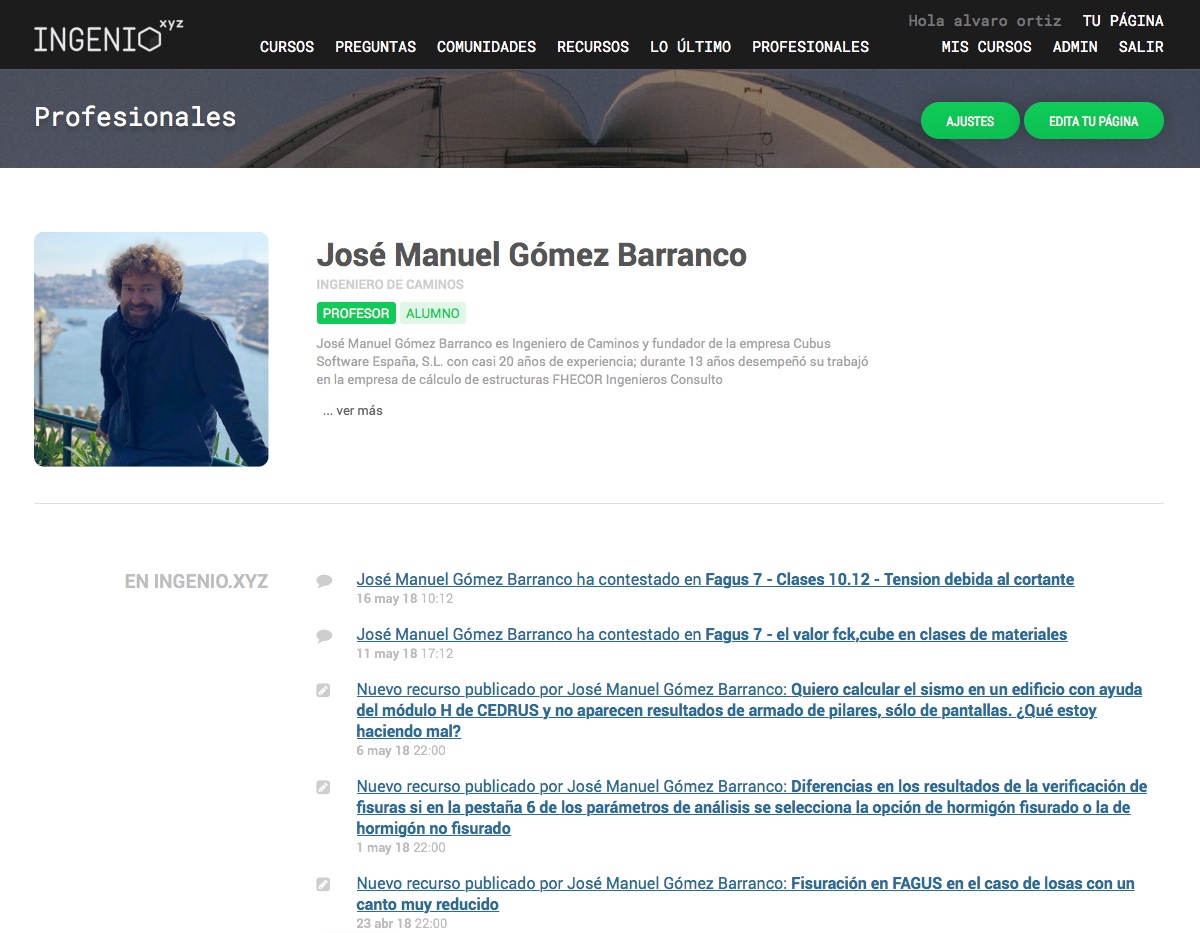 INGENIO xyz
Hola alvaro ortiz TU PÁGINA
CURSOS PREGUNTAS COMUNIDADES RECURSOS LO ÚLTIMO PROFESIONALES MIS CURSOS ADMIN SALIR
Profesionales
AJUSTES EDITA TU PÁGINA
José Manuel Gómez Barranco
INGENIERO DE CAMINOS
PROFESOR ALUMNO
José Manuel Gómez Barranco es Ingeniero de Caminos y fundador de la empresa Cubus
Software España, S.L. con casi 20 años de experiencia; durante 13 años desempeñó su trabajó
en la empresa de cálculo de estructuras FHECOR Ingenieros Consulto
... ver más
EN INGENIO.XYZ
José Manuel Gómez Barranco ha contestado en Fagus 7 - Clases 10.12 - Tension debida al cortante
16 may 18 10:12
José Manuel Gómez Barranco ha contestado en Fagus 7 - el valor fck,cube en clases de materiales
11 may 18 17:12
Nuevo recurso publicado por José Manuel Gómez Barranco: Quiero calcular el sismo en un edificio con ayuda
del módulo H de CEDRUS y no aparecen resultados de armado de pilares, sólo de pantallas. ¿Qué estoy
haciendo mal?
6 may 18 22:00
Nuevo recurso publicado por José Manuel Gómez Barranco: Diferencias en los resultados de la verificación de
fisuras si en la pestaña 6 de los parámetros de análisis se selecciona la opción de hormigón fisurado o la de
hormigón no fisurado
1 may 18 22:00
Nuevo recurso publicado por José Manuel Gómez Barranco: Fisuración en FAGUS en el caso de losas con un
canto muy reducido
23 abr 18 22:00